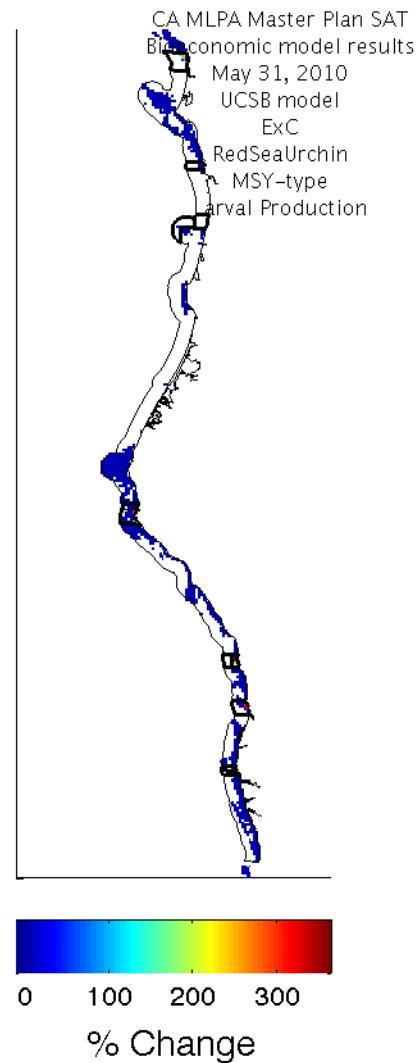 CA MLPA Master Plan SAT
Bioeconomic model results
May 31, 2010
UCSB model
ExC
RedSeaUrchin
MSY-type
arval Production
0 100 200 300
% Change